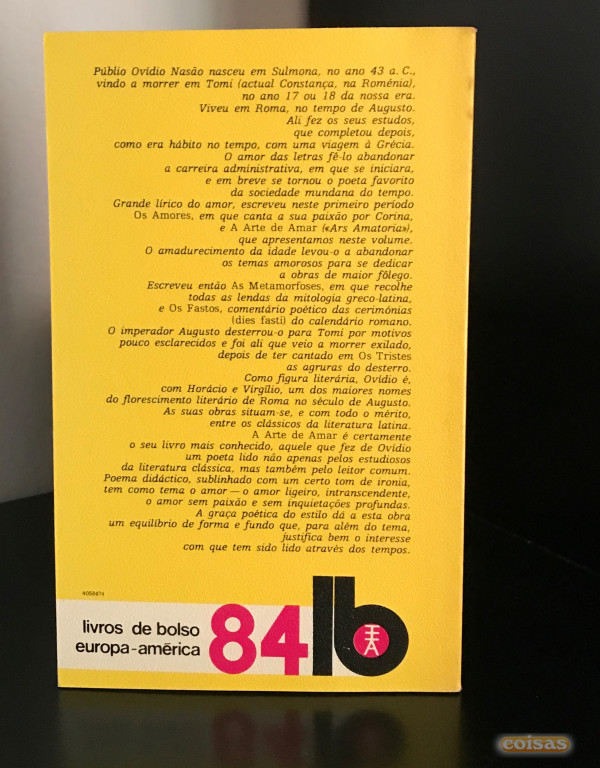 Públio Ovídio Nasão nasceu em Sulmona, no ano 43 a. C.,
vindo a morrer em Tomi (actual Constança, na Roménia),
no ano 17 ou 18 da nossa era.
Viveu em Roma, no tempo de Augusto.
Ali fez os seus estudos,
que completou depois,
como era hábito no tempo, com uma viagem à Grécia.
O amor das letras fê-lo abandonar
a carreira administrativa, em que se iniciara,
e em breve se tornou o poeta favorito
da sociedade mundana do tempo.
Grande lírico do amor, escreveu neste primeiro período
Os Amores, em que canta a sua paixão por Corina,
e A Arte de Amar («Ars Amatoria»),
que apresentamos neste volume.
O amadurecimento da idade levou-o a abandonar
os temas amorosos para se dedicar
a obras de maior fôlego.
Escreveu então As Metamorfoses, em que recolhe
todas as lendas da mitologia greco-latina,
e Os Fastos, comentário poético das cerimónias
(dies fasti) do calendário romano.
O imperador Augusto desterrou-o para Tomi por motivos
pouco esclarecidos e foi ali que veio a morrer exilado,
depois de ter cantado em Os Tristes
as agruras do desterro.
Como figura literária, Ovídio é,
com Horácio e Virgílio, um dos maiores nomes
do florescimento literário de Roma no século de Augusto.
As suas obras situam-se, e com todo o mérito,
entre os clássicos da literatura latina.
A Arte de Amar é certamente
o seu livro mais conhecido, aquele que fez de Ovídio
um poeta lido não apenas pelos estudiosos
da literatura clássica, mas também pelo leitor comum.
Poema didáctico, sublinhado com um certo tom de ironia,
tem como tema o amor — o amor ligeiro, intranscendente,
o amor sem paixão e sem inquietações profundas.
A graça poética do estilo dá a esta obra
um equilíbrio de forma e fundo que, para além do tema,
justifica bem o interesse
com que tem sido lido através dos tempos.
livros de bolso
europa-américa
84
lb
coisas